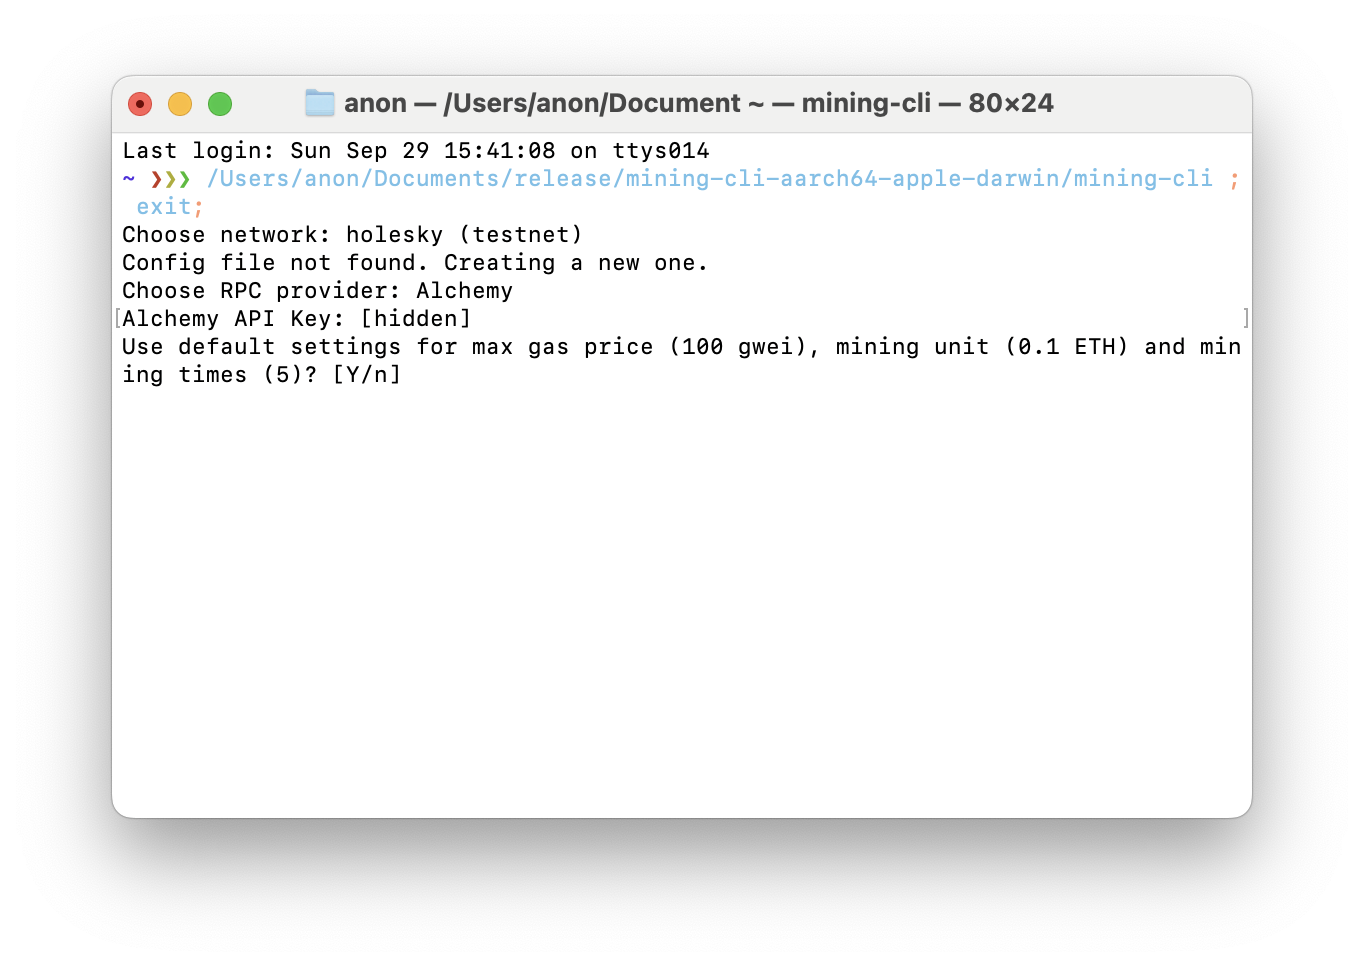 anon — /Users/anon/Document ~ — mining-cli — 80×24
Last login: Sun Sep 29 15:41:08 on ttys014
~ ❯❯❯ /Users/anon/Documents/release/mining-cli-aarch64-apple-darwin/mining-cli ;
 exit;
Choose network: holesky (testnet)
Config file not found. Creating a new one.
Choose RPC provider: Alchemy
[Alchemy API Key: [hidden] ]
Use default settings for max gas price (100 gwei), mining unit (0.1 ETH) and min
ing times (5)? [Y/n]